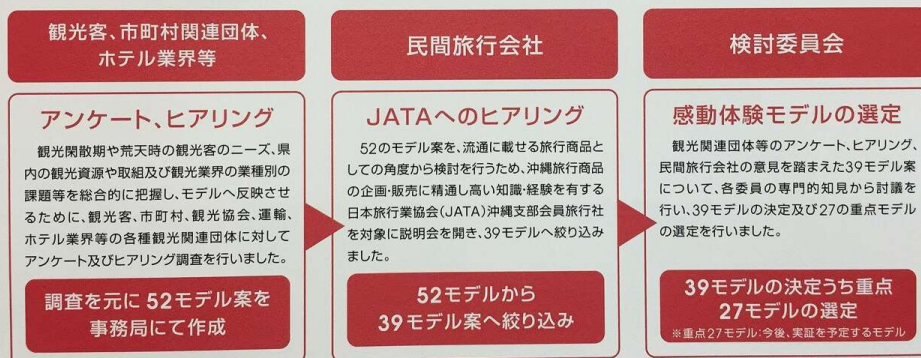 観光客、市町村関連団体、
ホテル業界等
アンケート、ヒアリング
観光閑散期や荒天時の観光客のニーズ、県
内の観光資源や取組及び観光業界の業種別の
課題等を総合的に把握し、モデルへ反映させ
るために、観光客、市町村、観光協会、運輸、
ホテル業界等の各種観光関連団体に対して
アンケート及びヒアリング調査を行いました。
調査を元に52モデル案を
事務局にて作成
民間旅行会社
JATAへのヒアリング
52のモデル案を、流通に載せる旅行商品と
しての角度から検討を行うため、沖縄旅行商品
の企画・販売に精通し高い知識・経験を有する
日本旅行業協会(JATA)沖縄支部会員旅行社
を対象に説明会を開き、39モデルへ絞り込み
ました。
52モデルから
39モデル案へ絞り込み
検討委員会
感動体験モデルの選定
観光関連団体等のアンケート、ヒアリング、
民間旅行会社の意見を踏まえた39モデル案
について、各委員の専門的知見から討議を
行い、39モデルの決定及び27の重点モデル
の選定を行いました。
39モデルの決定うち重点
27モデルの選定
※重点27モデル:今後、実証を予定するモデル